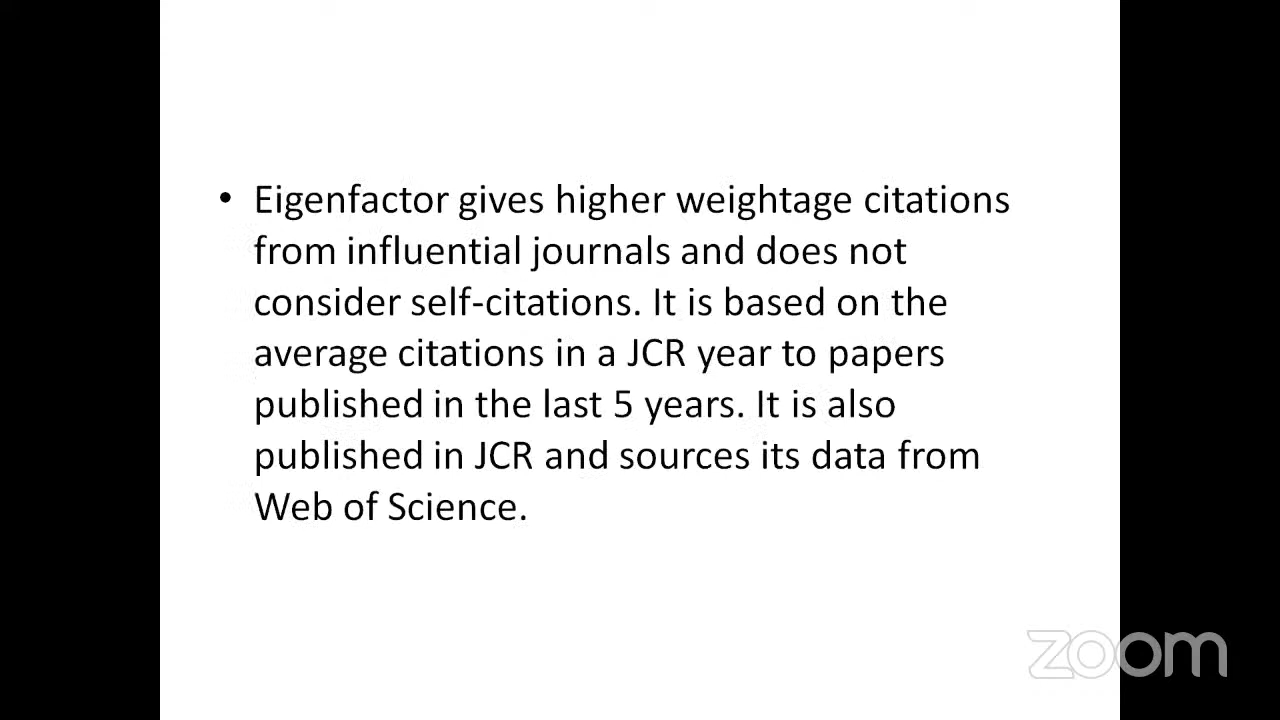 • Eigenfactor gives higher weightage citations
from influential journals and does not
consider self-citations. It is based on the
average citations in a JCR year to papers
published in the last 5 years. It is also
published in JCR and sources its data from
Web of Science.
zoom